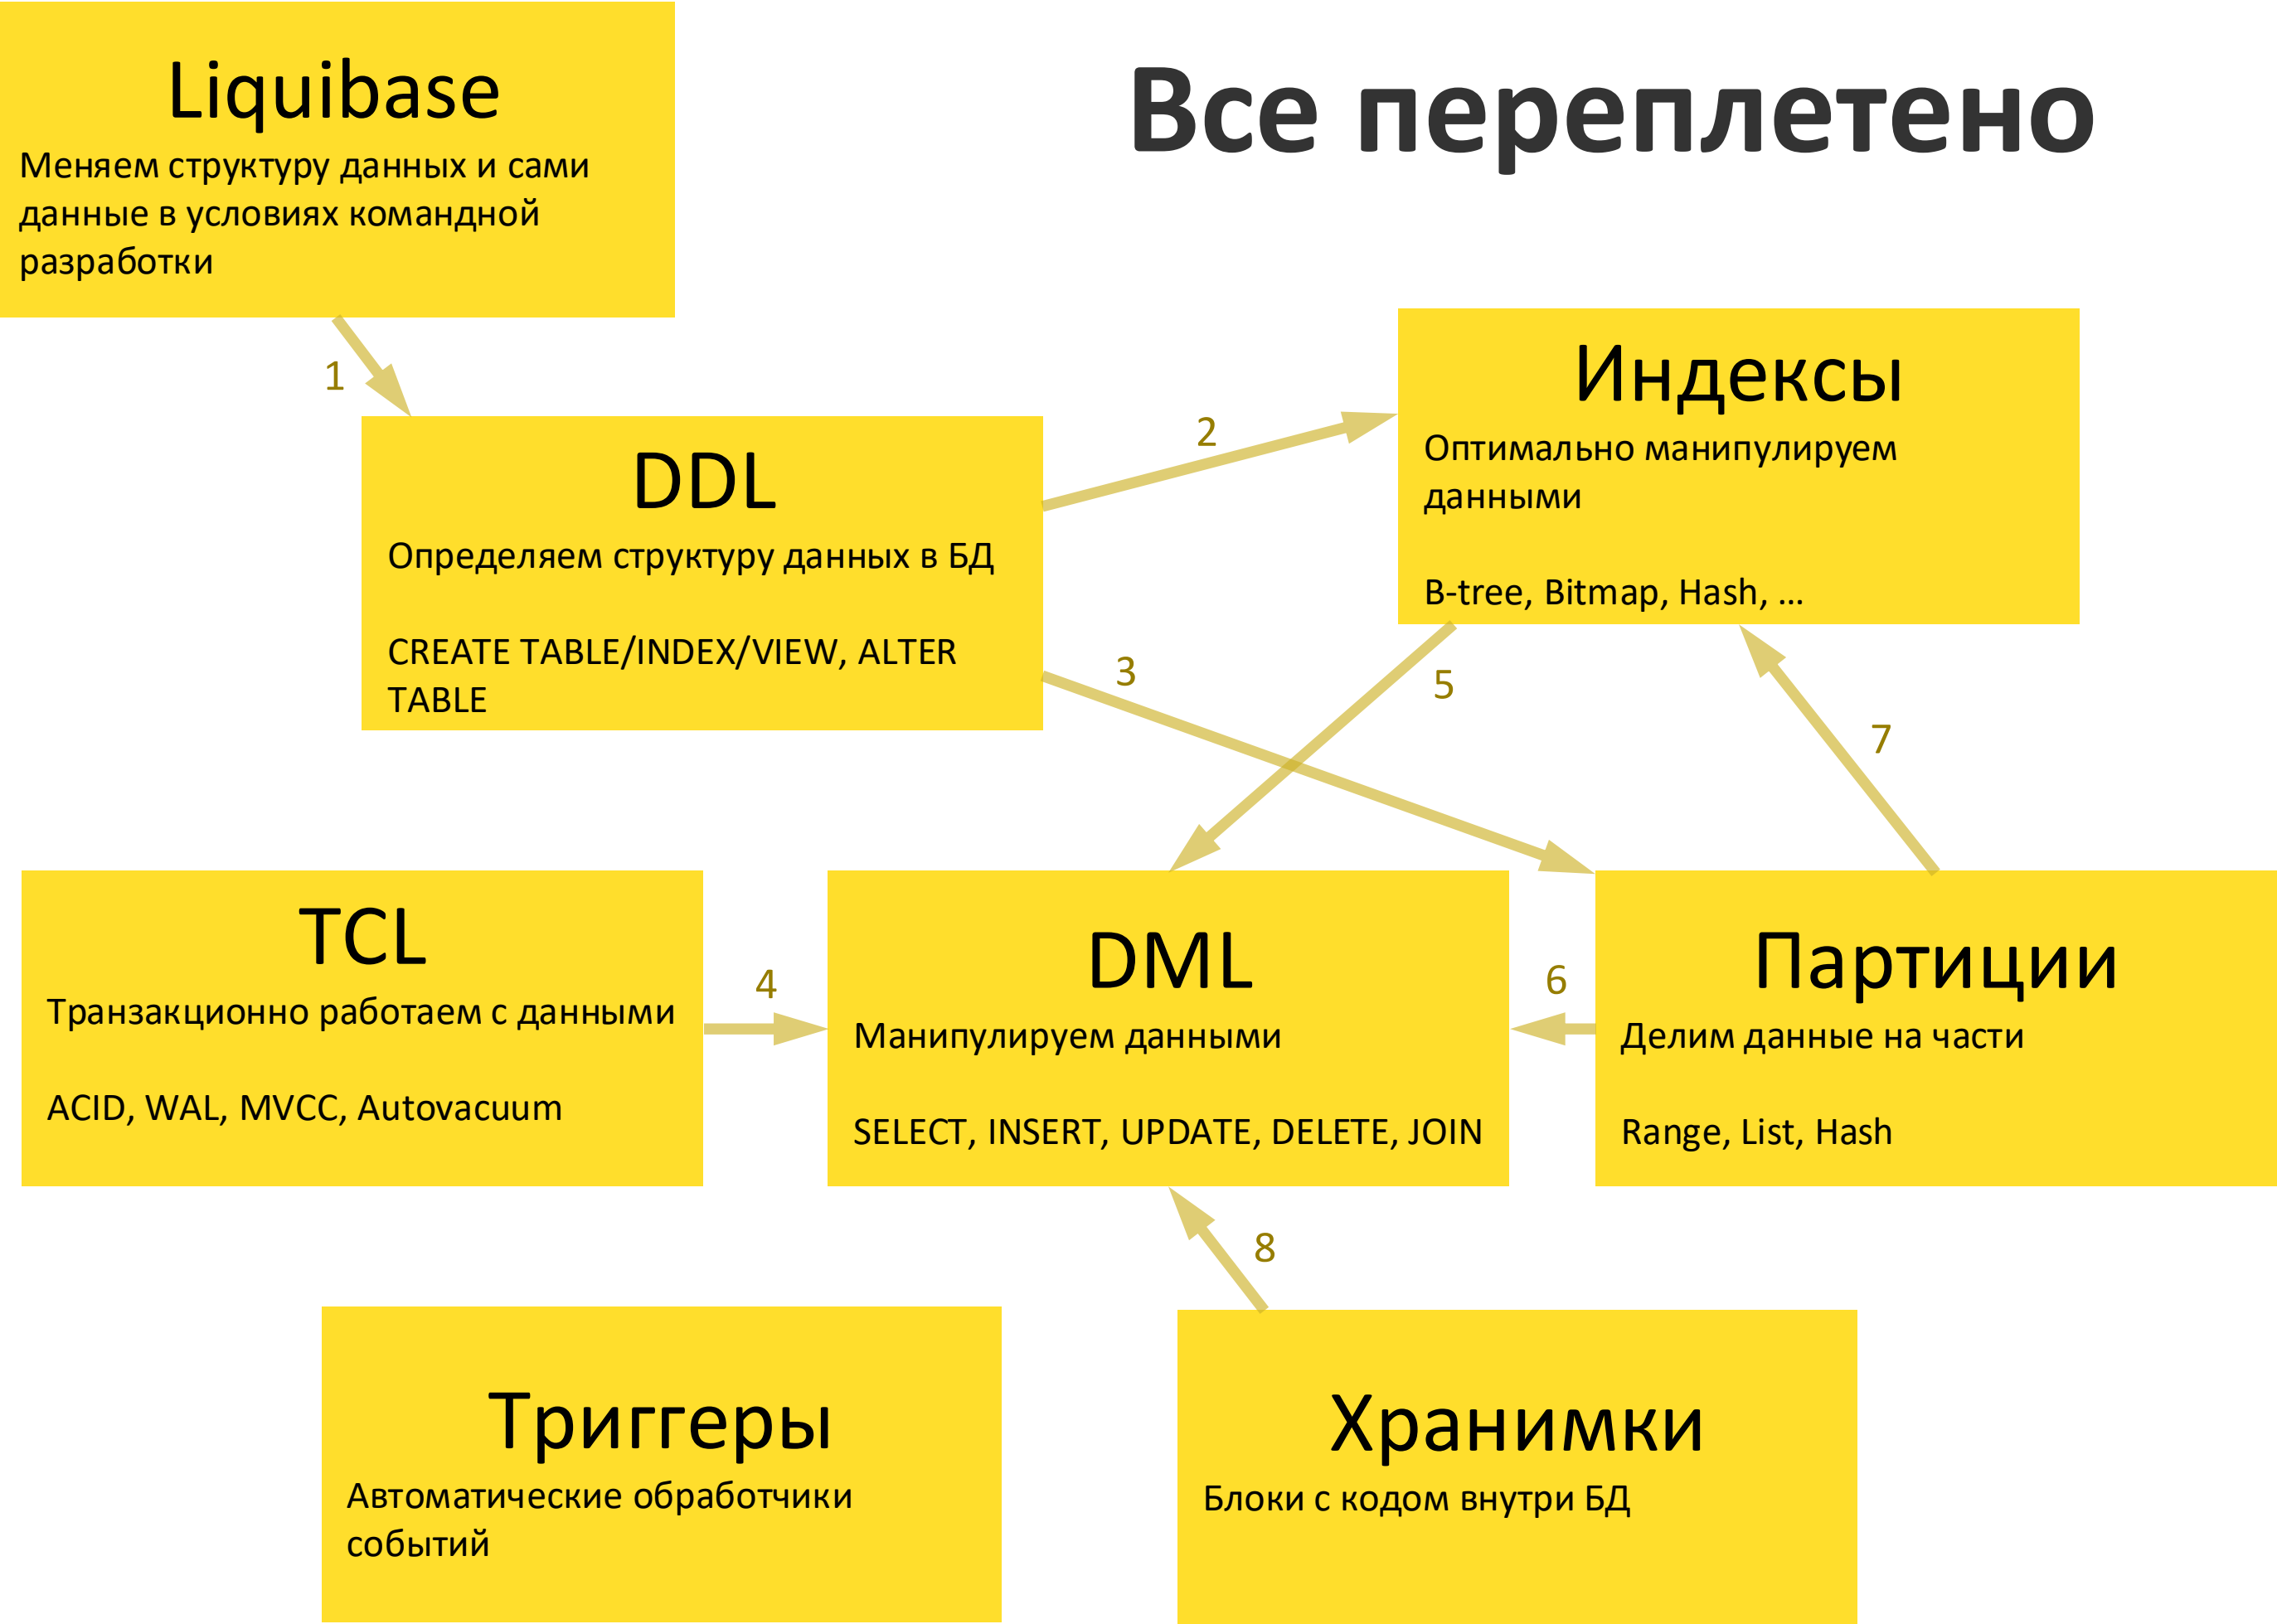 Все переплетено
Liquibase
Меняем структуру данных и сами
данные в условиях командной
разработки
1
DDL
Определяем структуру данных в БД
CREATE TABLE/INDEX/VIEW, ALTER
TABLE
2
3
Индексы
Оптимально манипулируем
данными
B-tree, Bitmap, Hash, ...
5
7
TCL
Транзакционно работаем с данными
ACID, WAL, MVCC, Autovacuum
4
DML
Манипулируем данными
SELECT, INSERT, UPDATE, DELETE, JOIN
6
Партиции
Делим данные на части
Range, List, Hash
8
Триггеры
Автоматические обработчики
событий
Хранимки
Блоки с кодом внутри БД